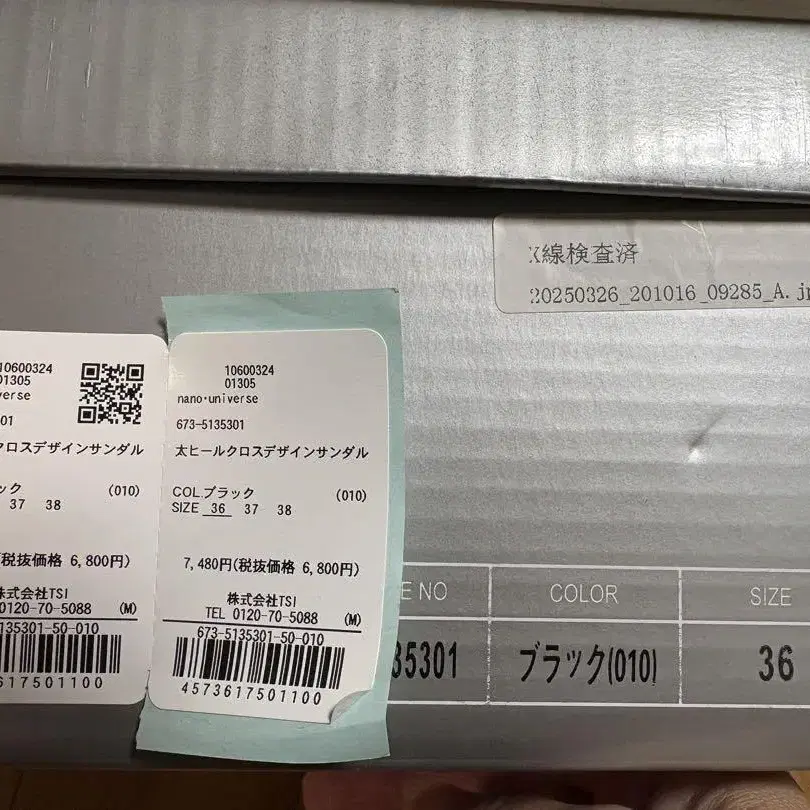 X線検査済
20250326_201016_09285_A.jp
10600324
01305
verse
01
クロスデザインサンダル
ック (010)
37 38
(税抜価格 6,800円)
株式会社TSI
0120-70-5088 (M)
5135301-50-010
617501100
10600324
01305
nano・universe
673-5135301
太ヒールクロスデザインサンダル
COL.ブラック (010)
SIZE 36 37 38
7,480円(税抜価格 6,800円)
株式会社TSI
TEL 0120-70-5088 (M)
673-5135301-50-010
4573617501100
E NO COLOR SIZE
35301 ブラック(010) 36